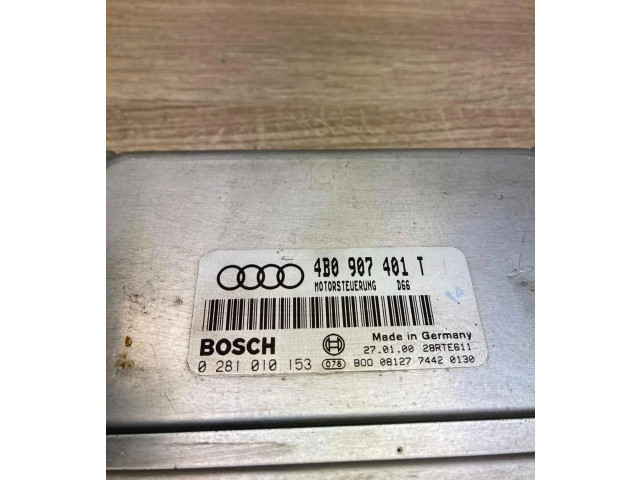 4B0 907 401 T
MOTORSTEUERUNG D66
Made in Germany
BOSCH 27.01.00 28RTE611
0 281 010 153 078 800 08127 7442 0130